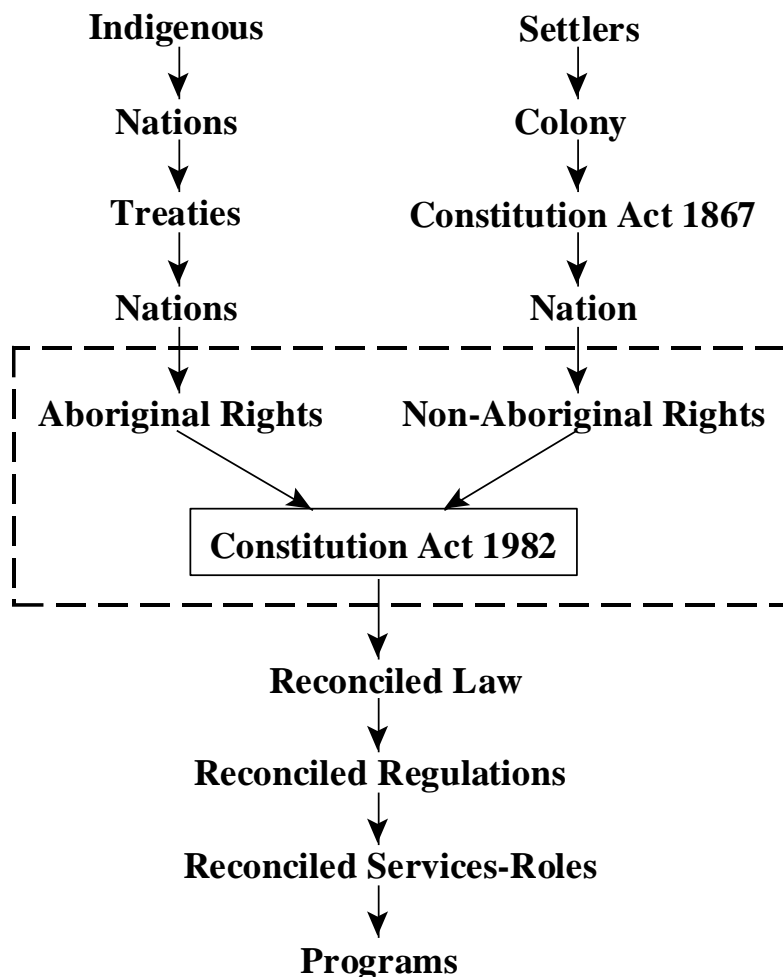 Indigenous
Settlers
Nations
Colony
Treaties
Constitution Act 1867
Nations
Nation
Aboriginal Rights
Non-Aboriginal Rights
Constitution Act 1982
Reconciled Law
Reconciled Regulations
Reconciled Services-Roles
Programs